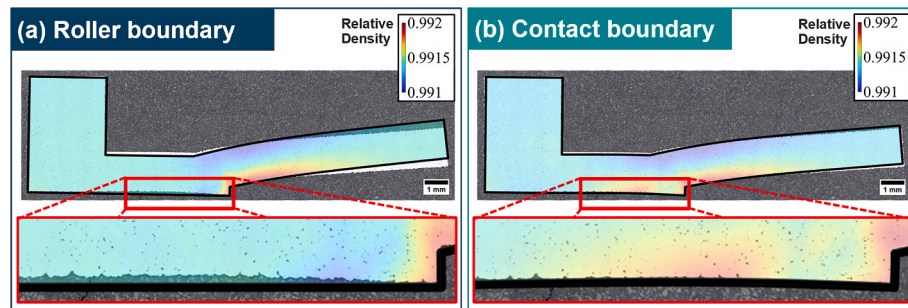 (a) Roller boundary
Relative
Density
0.992
0.9915
0.991
1 mm
(b) Contact boundary
Relative
Density
0.992
0.9915
0.991
1 mm